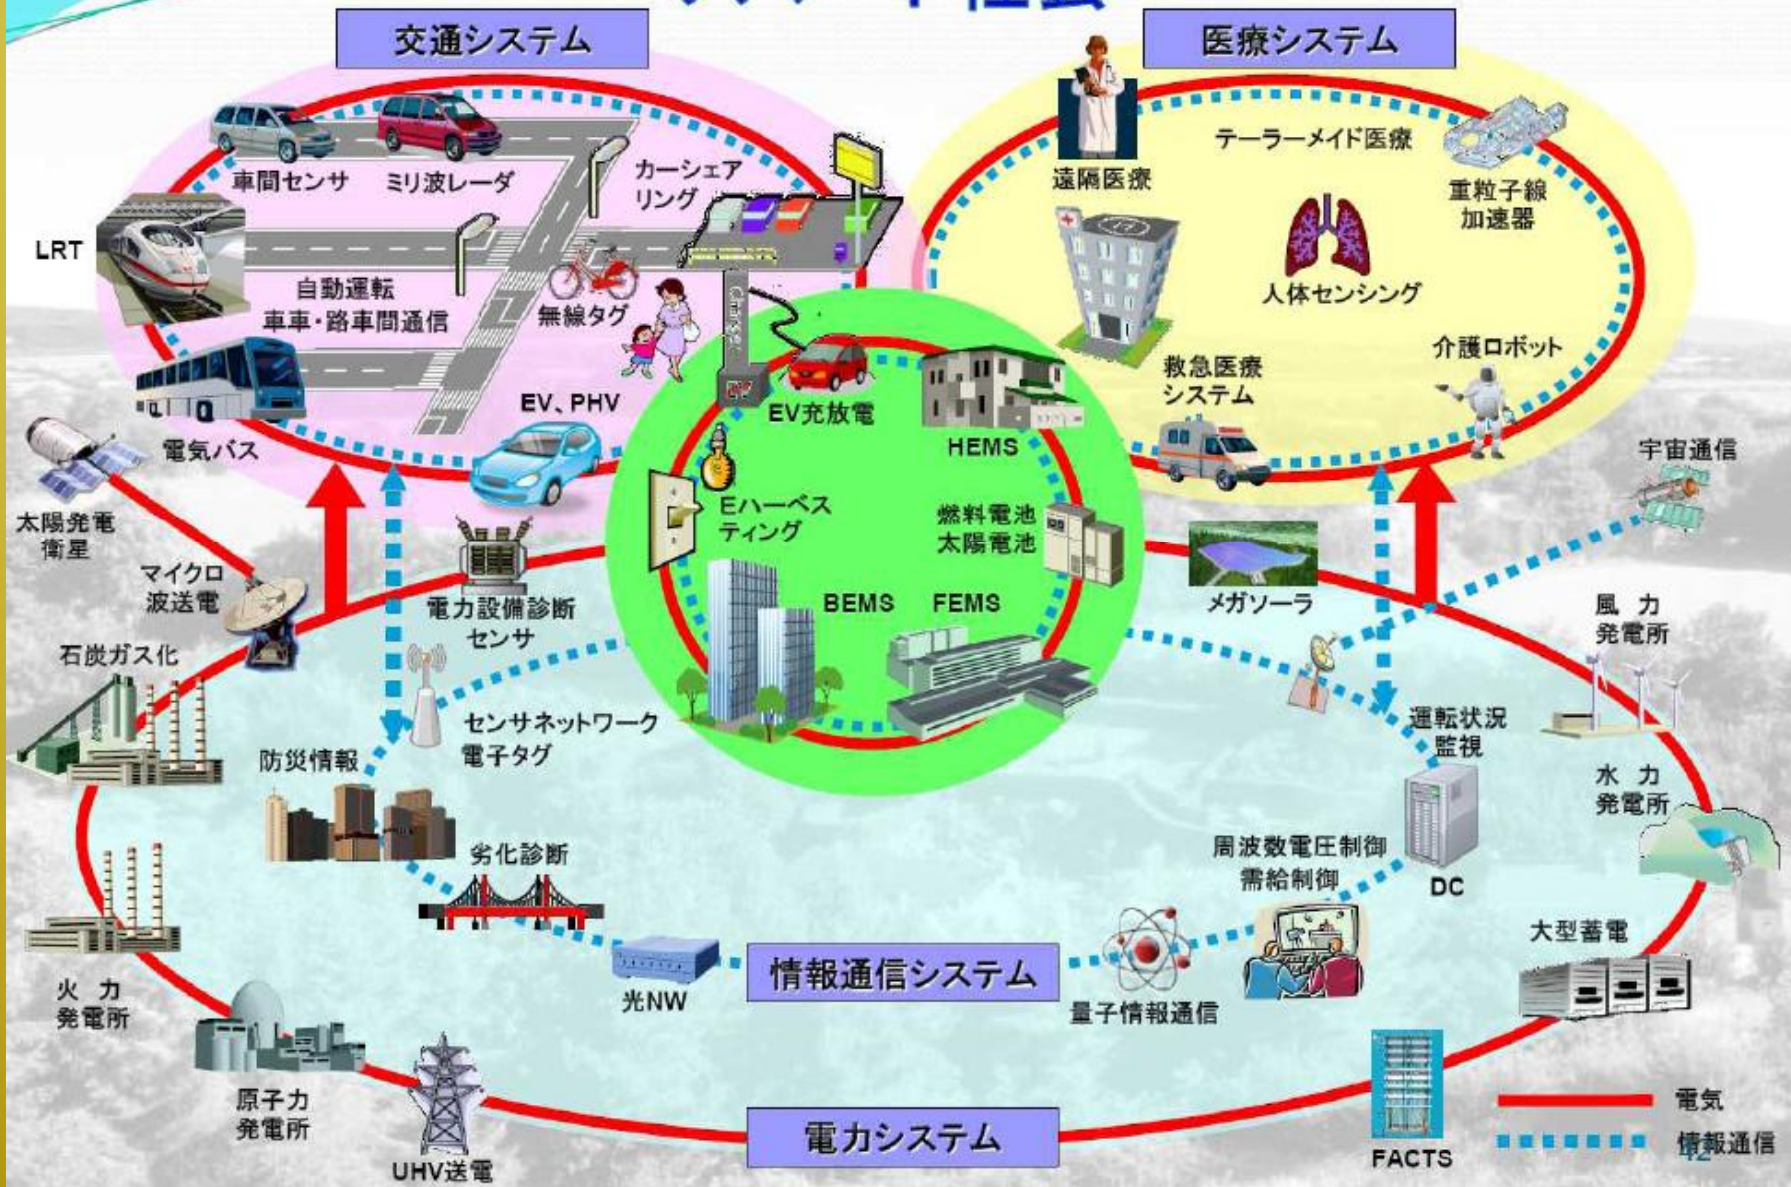 スマート社会
交通システム
医療システム
車間センサ
ミリ波レーダ
カーシェア
リング
LRT
自動運転
車車・路車間通信
無線タグ
Charger
EV
電気バス
EV、PHV
EV充放電
HEMS
Eハーベス
ティング
燃料電池
太陽電池
BEMS
FEMS
遠隔医療
テーラーメイド医療
重粒子線
加速器
人体センシング
救急医療
システム
介護ロボット
宇宙通信
太陽発電
衛星
マイクロ
波送電
電力設備診断
センサ
メガソーラ
風 力
発電所
石炭ガス化
センサネットワーク
電子タグ
防災情報
運転状況
監視
水 力
発電所
劣化診断
周波数電圧制御
需給制御
DC
大型蓄電
火 力
発電所
光NW
情報通信システム
量子情報通信
原子力
発電所
UHV送電
電力システム
FACTS
電気
情報通信
42